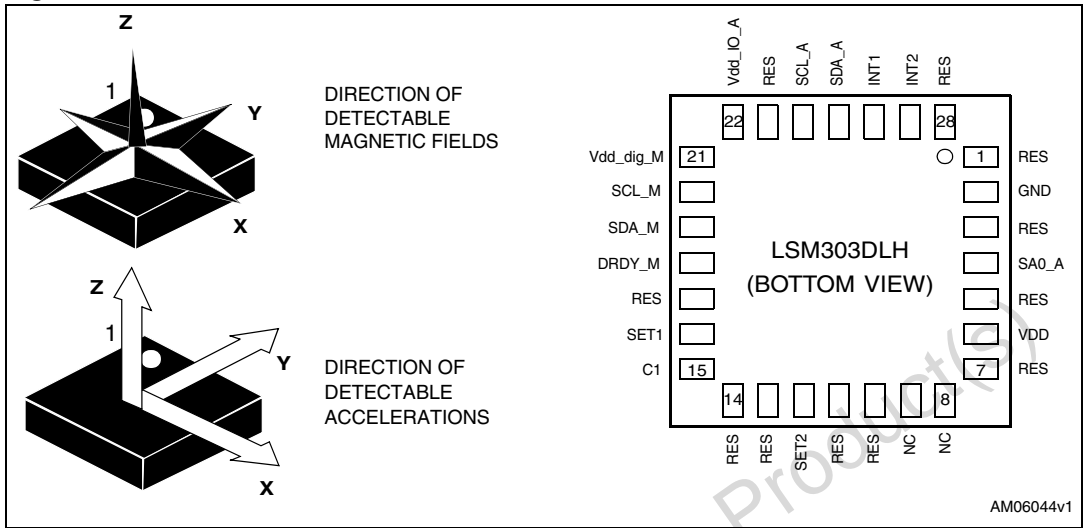 Z
1
Y
X
DIRECTION OF
DETECTABLE
MAGNETIC FIELDS
Z
1
Y
X
DIRECTION OF
DETECTABLE
ACCELERATIONS
Vdd_IO_A
RES
SCL_A
SDA_A
INT1
INT2
RES
22
28
Vdd_dig_M
21
1
RES
SCL_M
GND
SDA_M
RES
DRDY_M
SA0_A
RES
RES
SET1
VDD
C1
15
7
RES
LSM303DLH
(BOTTOM VIEW)
14
8
RES
RES
SET2
RES
RES
NC
NC
Product(s)
AM06044v1